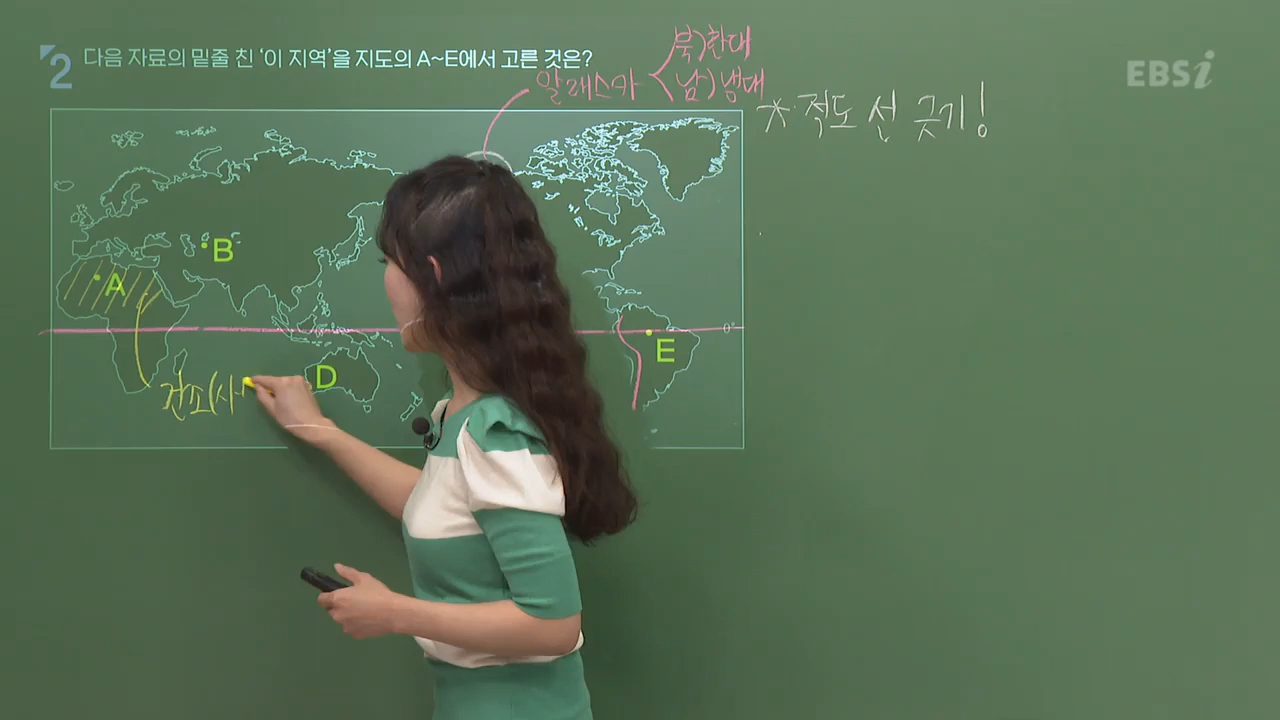 2 다음 자료의 밑줄 친 '이 지역'을 지도의 A~E에서 고른 것은?
알래스카
북)한대
남)냉대
EBSi
* 적도 선 긋기!
B
A
0°
E
D
건조(사